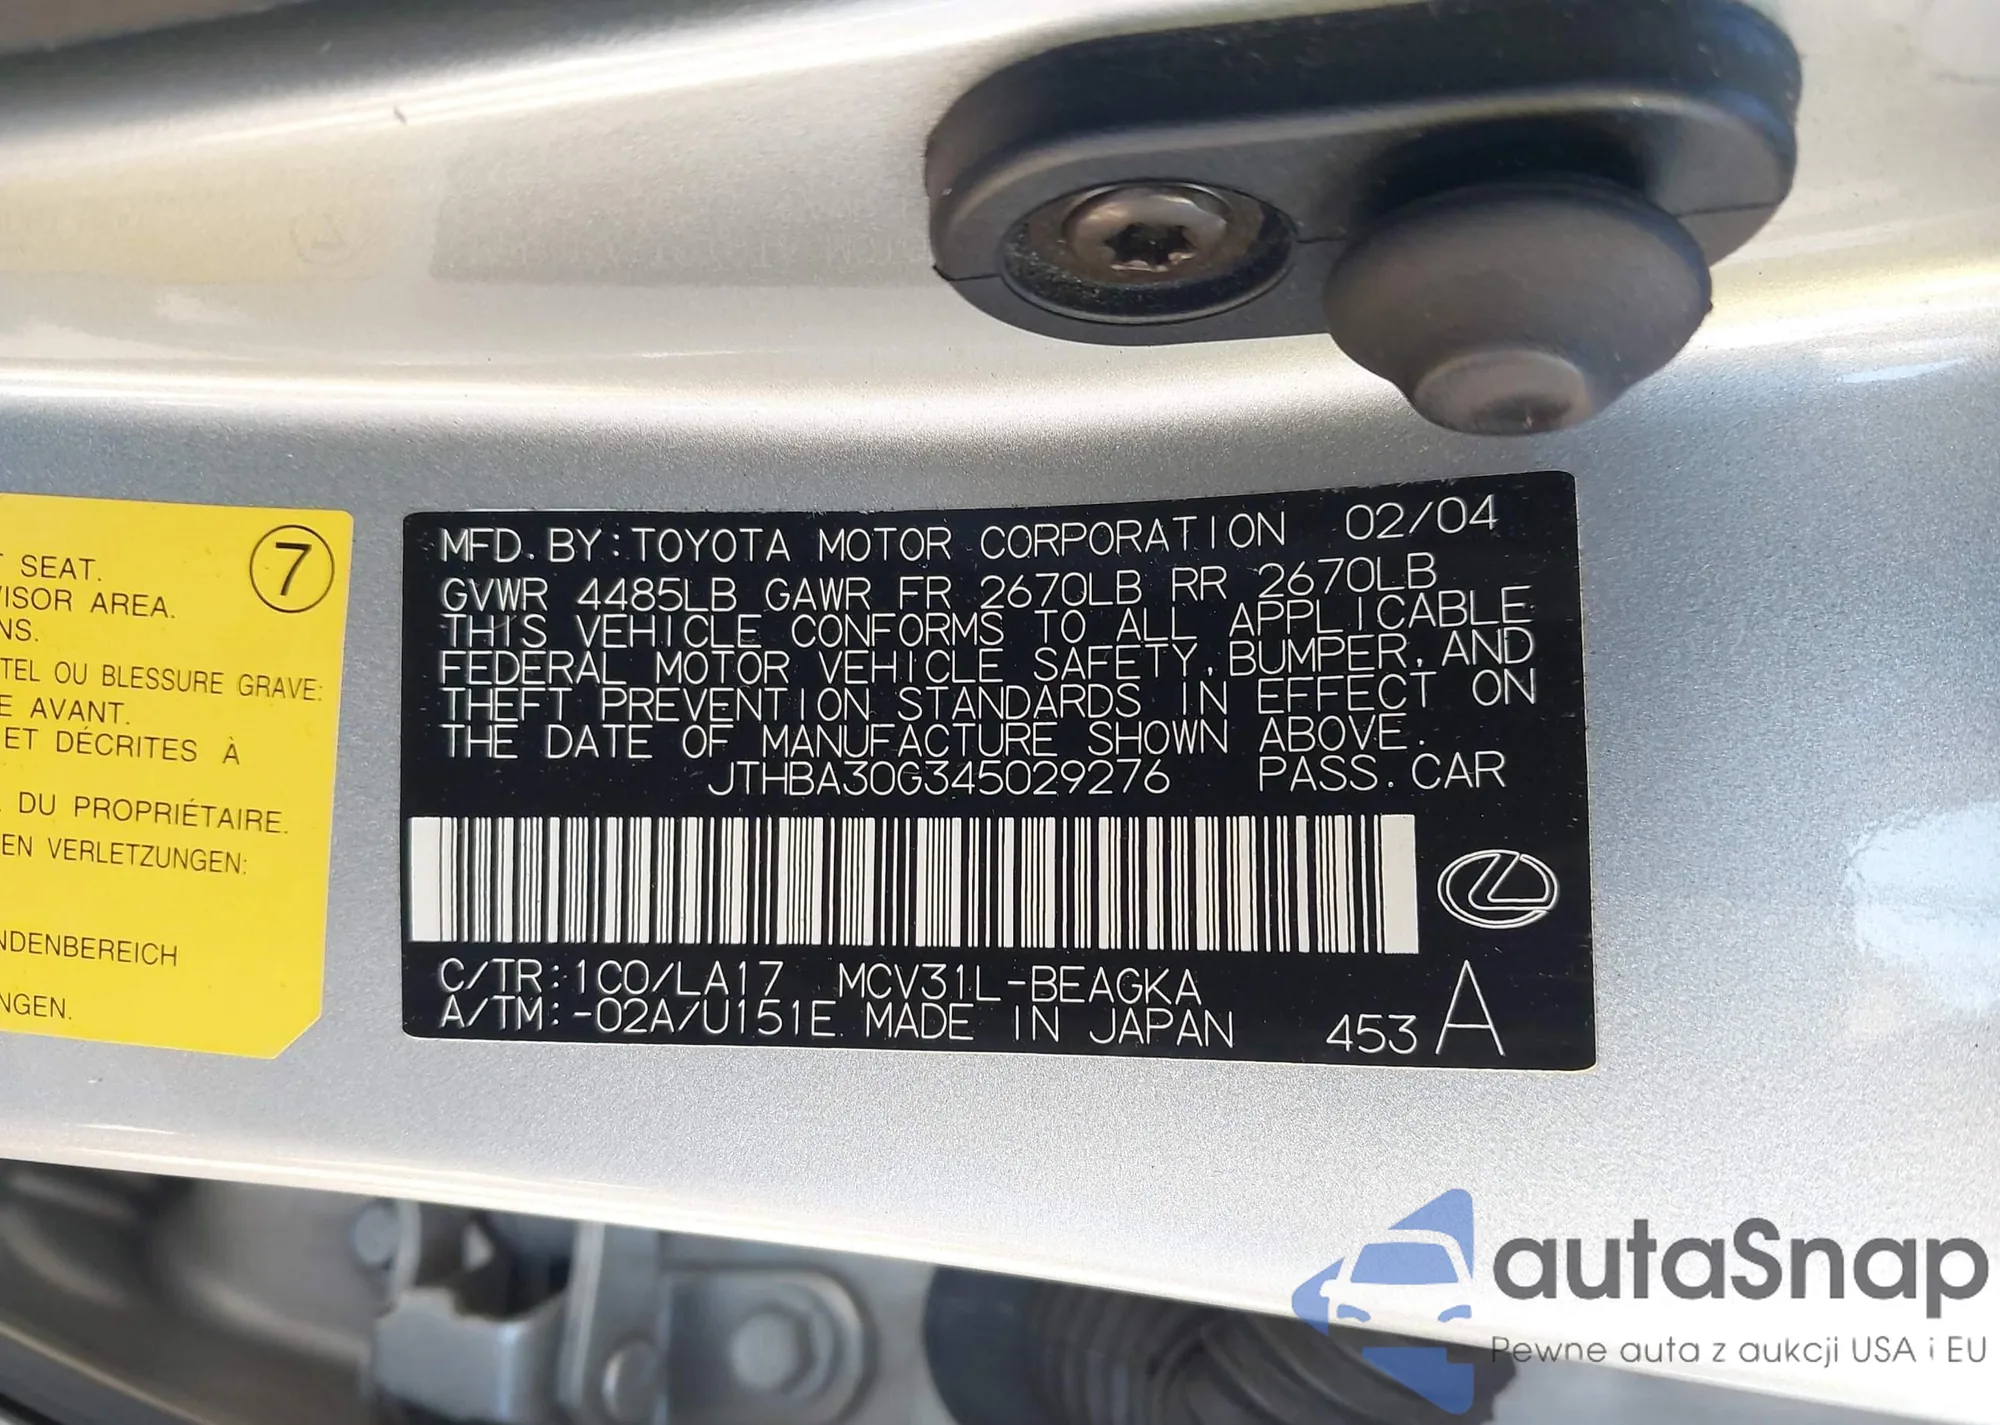 T SEAT.
VISOR AREA.
NS.
TEL OU BLESSURE GRAVE:
E AVANT.
ET DÉCRITES À
DU PROPRIÉTAIRE.
EN VERLETZUNGEN:
NDENBEREICH
NGEN.
7
MFD. BY: TOYOTA MOTOR CORPORATION 02/04
GVWR 4485LB GAWR FR 2670LB RR 2670LB
THIS VEHICLE CONFORMS TO ALL APPLICABLE
FEDERAL MOTOR VEHICLE SAFETY, BUMPER, AND
THEFT PREVENTION STANDARDS IN EFFECT ON
THE DATE OF MANUFACTURE SHOWN ABOVE.
JTHBA30G345029276 PASS. CAR
C/TR: 1C0/LA17 MCV31L-BEAGKA
A/TM: -02A/U151E MADE IN JAPAN 453 A
autaSnap
Pewne auta z aukcji USA i EU